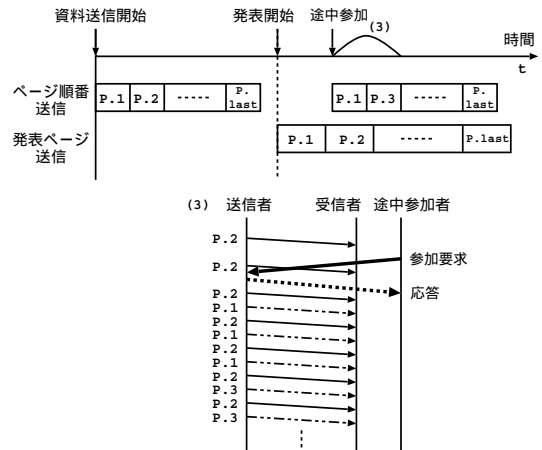 資料送信開始 発表開始 途中参加
(3)
時間
t
ページ順番
送信
P.1 P.2 ----- P.
last
P.1 P.3 ----- P.
last
発表ページ
送信
P.1 P.2 ----- P.last
(3) 送信者 受信者 途中参加者
P.2
参加要求
P.2
応答
P.2
P.1
P.2
P.1
P.2
P.1
P.2
P.3
P.2
P.3